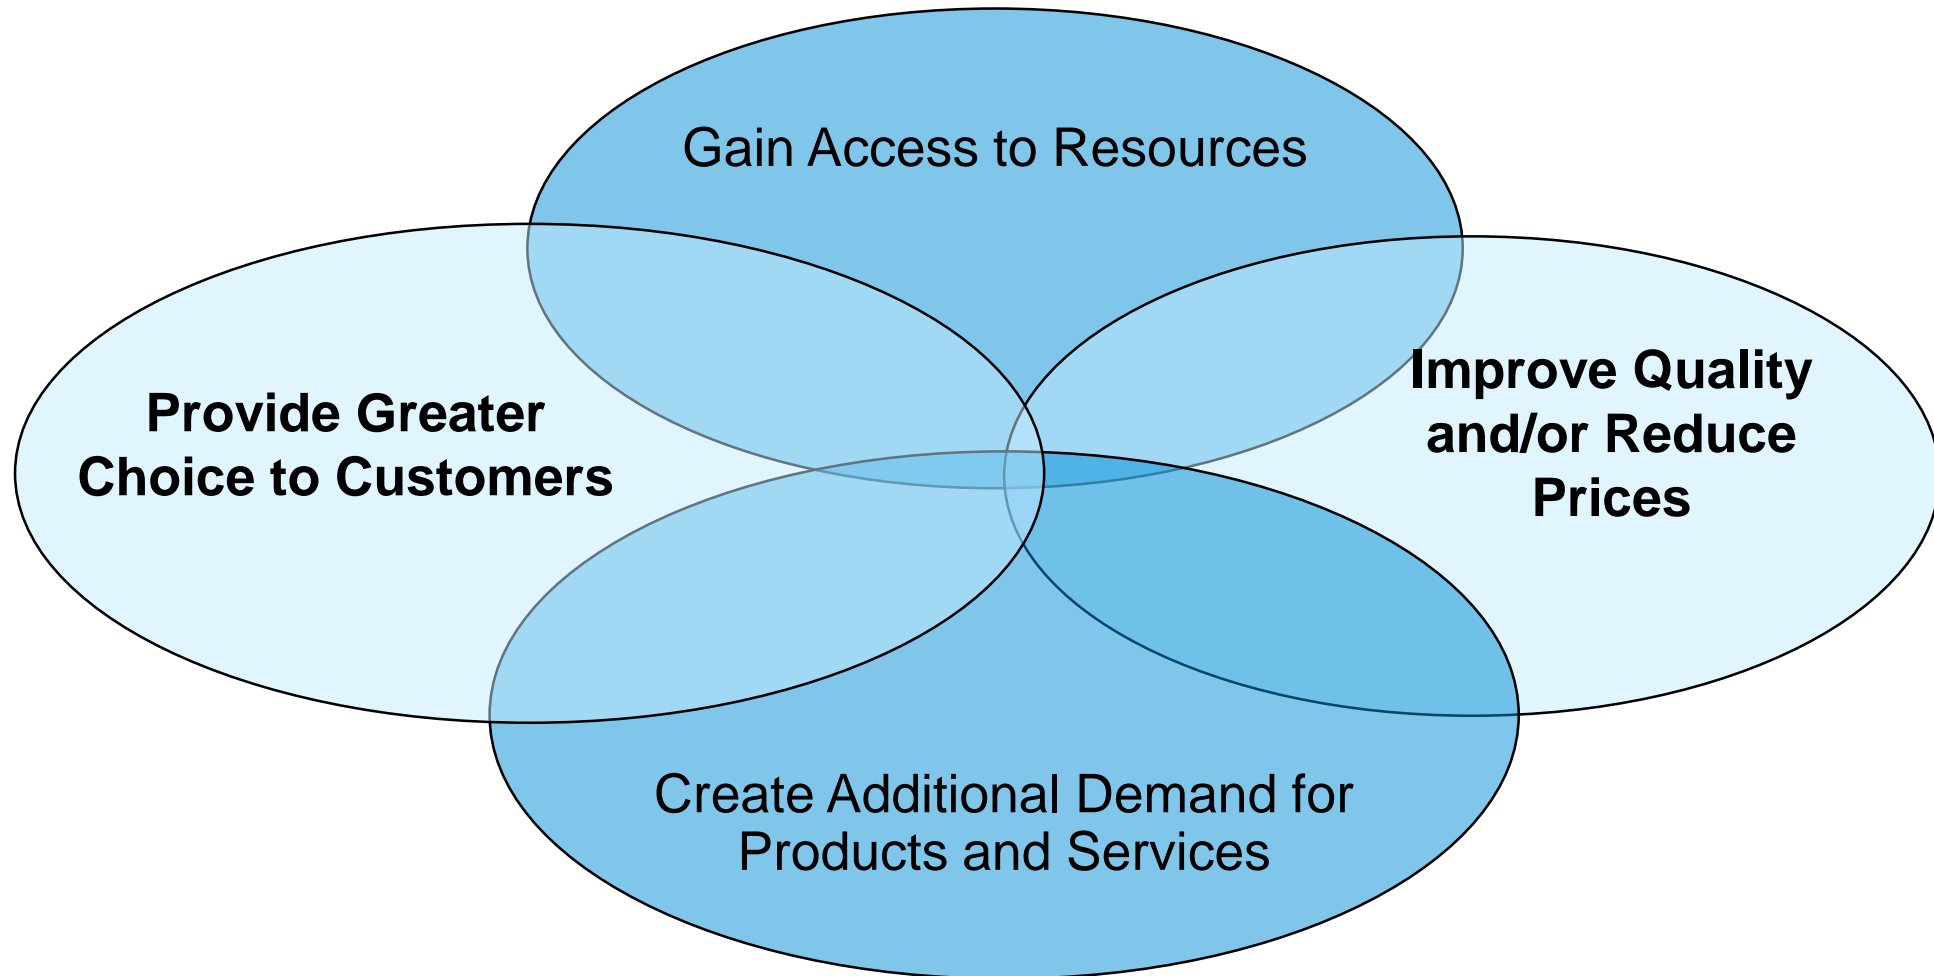 Gain Access to Resources
Provide Greater
Choice to Customers
Improve Quality
and/or Reduce
Prices
Create Additional Demand for
Products and Services